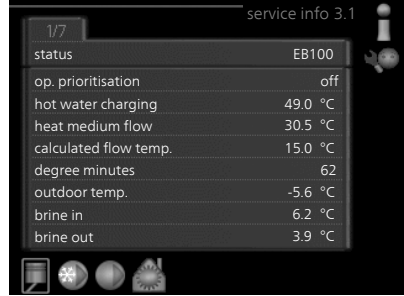 service info 3.1
1/7
status EB100
op. prioritisation off
hot water charging 49.0 °C
heat medium flow 30.5 °C
calculated flow temp. 15.0 °C
degree minutes 62
outdoor temp. -5.6 °C
brine in 6.2 °C
brine out 3.9 °C